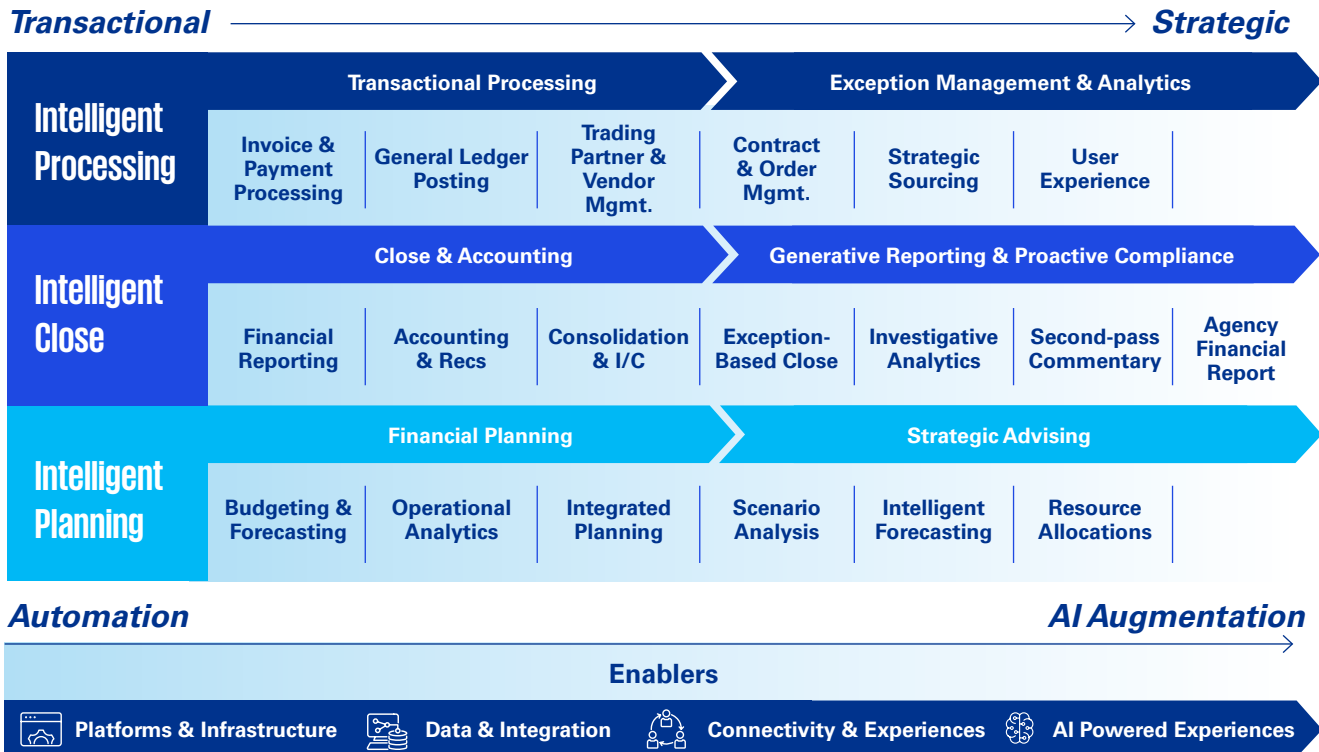 Transactional
Strategic
Intelligent
Processing
Transactional Processing
Exception Management & Analytics
Invoice &
Payment
Processing
General Ledger
Posting
Trading
Partner &
Vendor
Mgmt.
Contract
& Order
Mgmt.
Strategic
Sourcing
User
Experience
Intelligent
Close
Close & Accounting
Generative Reporting & Proactive Compliance
Financial
Reporting
Accounting
& Recs
Consolidation
& I/C
Exception-
Based Close
Investigative
Analytics
Second-pass
Commentary
Agency
Financial
Report
Intelligent
Planning
Financial Planning
Strategic Advising
Budgeting &
Forecasting
Operational
Analytics
Integrated
Planning
Scenario
Analysis
Intelligent
Forecasting
Resource
Allocations
Automation
AI Augmentation
Enablers
Platforms & Infrastructure
Data & Integration
Connectivity & Experiences
AI Powered Experiences